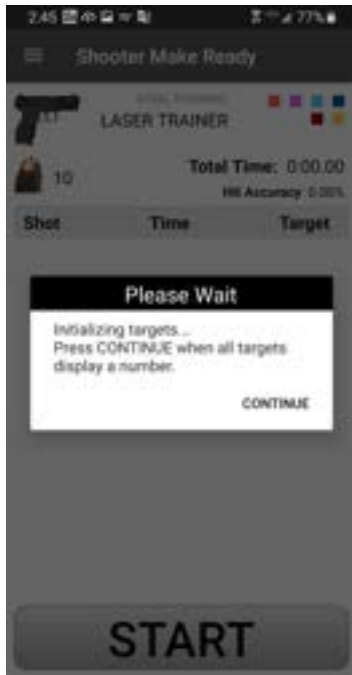 2:45 77%
Shooter Make Ready
LASER TRAINER
10
Total Time: 0:00.00
Hit Accuracy 0.00%
Shot Time Target
Please Wait
Initializing targets...
Press CONTINUE when all targets
display a number.
CONTINUE
START